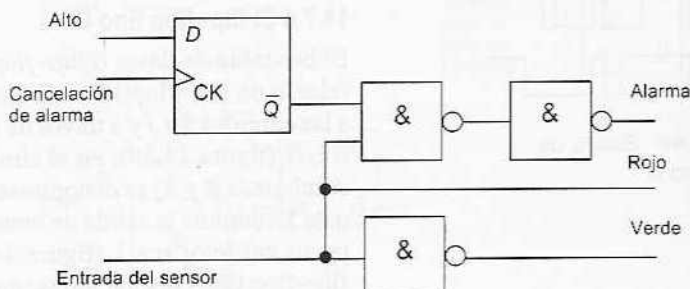 Alto
D
CK
Cancelación
de alarma
Q̅
&
&
Alarma
Rojo
&
Verde
Entrada del sensor